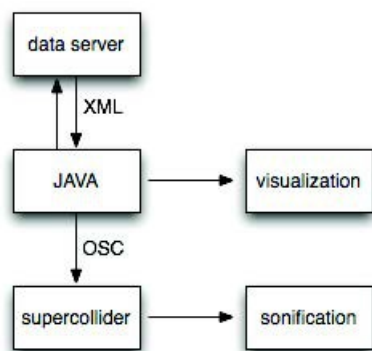 data server
XML
JAVA
visualization
OSC
supercollider
sonification